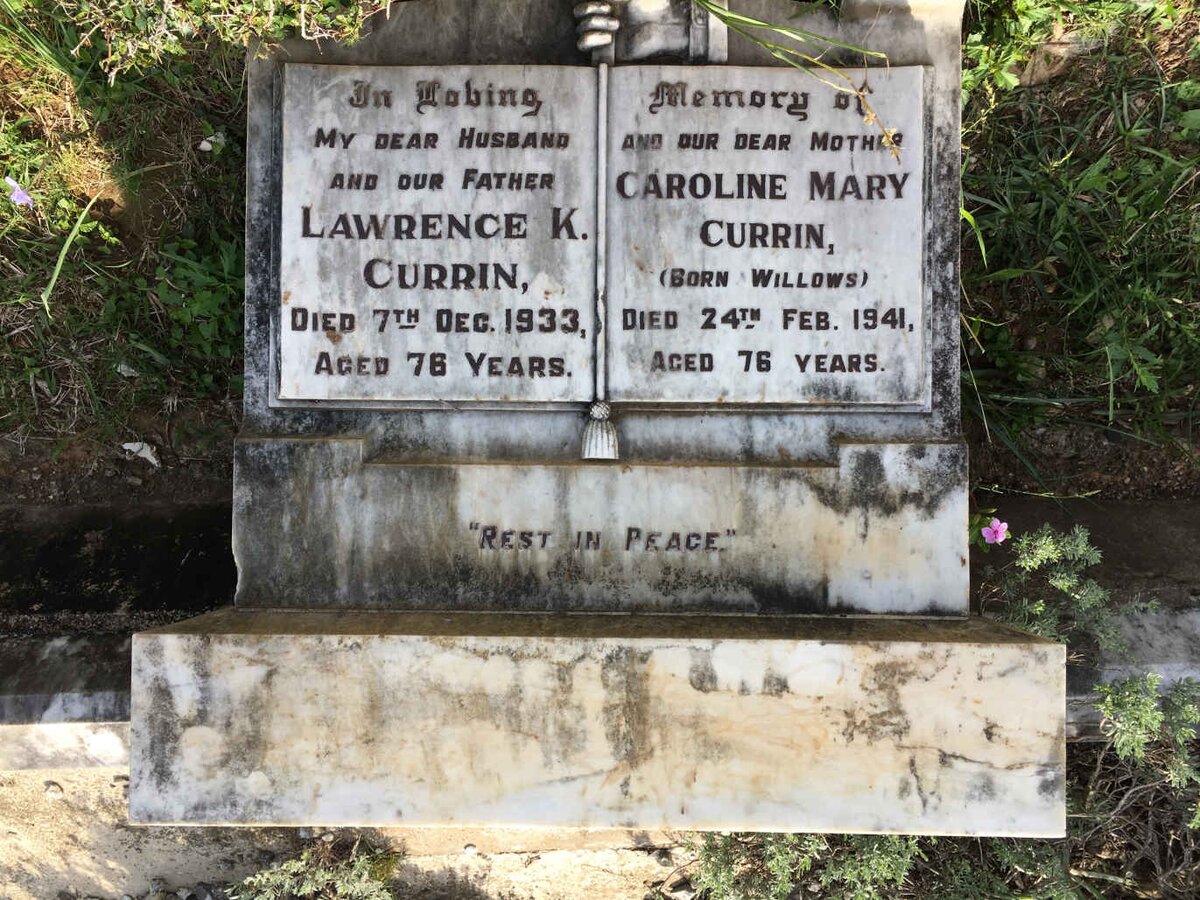 In Loving
My dear Husband
and our Father
Lawrence K.
Currin,
Died 7th Dec. 1933,
Aged 76 Years.
Memory of
and our dear Mother
Caroline Mary
Currin,
(Born Willows)
Died 24th Feb. 1941,
Aged 76 years.
"Rest in Peace."